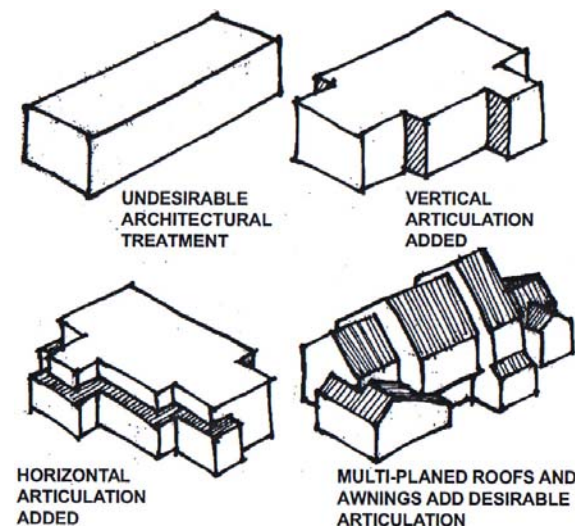 UNDESIRABLE
ARCHITECTURAL
TREATMENT
VERTICAL
ARTICULATION
ADDED
HORIZONTAL
ARTICULATION
ADDED
MULTI-PLANED ROOFS AND
AWNINGS ADD DESIRABLE
ARTICULATION